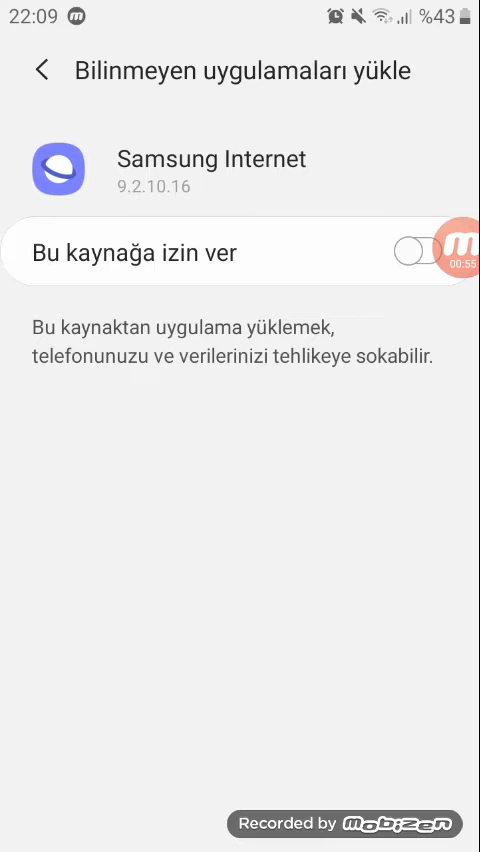 22:09 m %43
Bilinmeyen uygulamaları yükle
Samsung Internet
9.2.10.16
Bu kaynağa izin ver
m
00:55
Bu kaynaktan uygulama yüklemek,
telefonunuzu ve verilerinizi tehlikeye sokabilir.
Recorded by mobizen